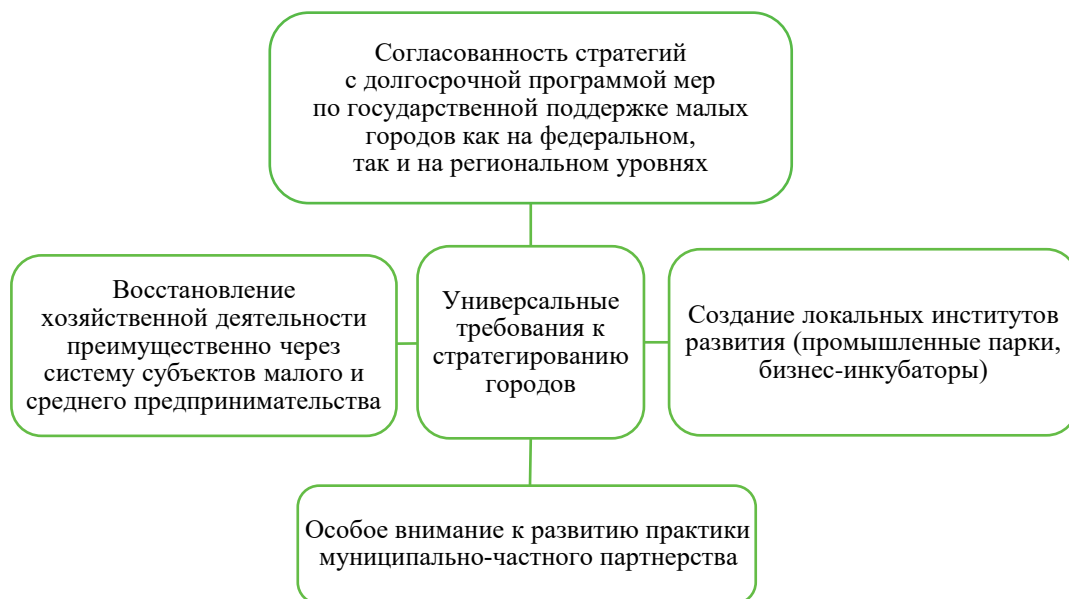 Согласованность стратегий
с долгосрочной программой мер
по государственной поддержке малых
городов как на федеральном,
так и на региональном уровнях
Восстановление
хозяйственной деятельности
преимущественно через
систему субъектов малого и
среднего предпринимательства
Универсальные
требования к
стратегированию
городов
Создание локальных институтов
развития (промышленные парки,
бизнес-инкубаторы)
Особое внимание к развитию практики
муниципально-частного партнерства